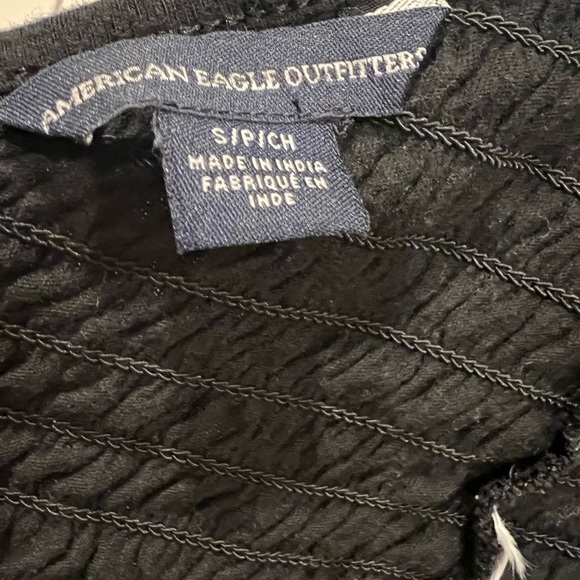 AMERICAN EAGLE OUTFITTERS
S/P/CH
MADE IN INDIA
FABRIQUÉ EN
INDE